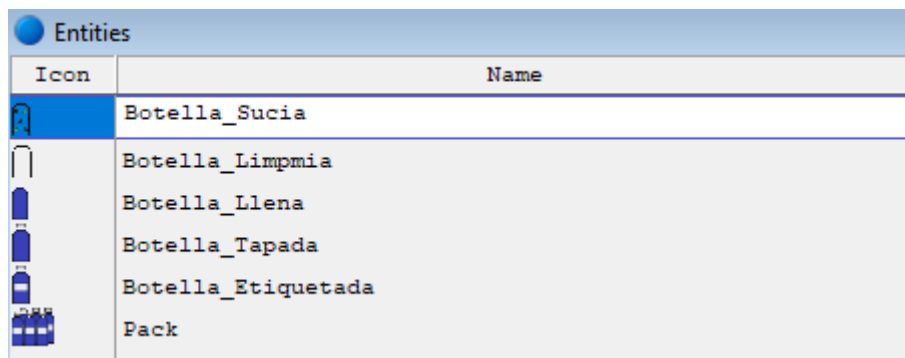 Entities
Icon Name
Botella_Sucia
Botella_Limpmia
Botella_Llena
Botella_Tapada
Botella_Etiquetada
Pack